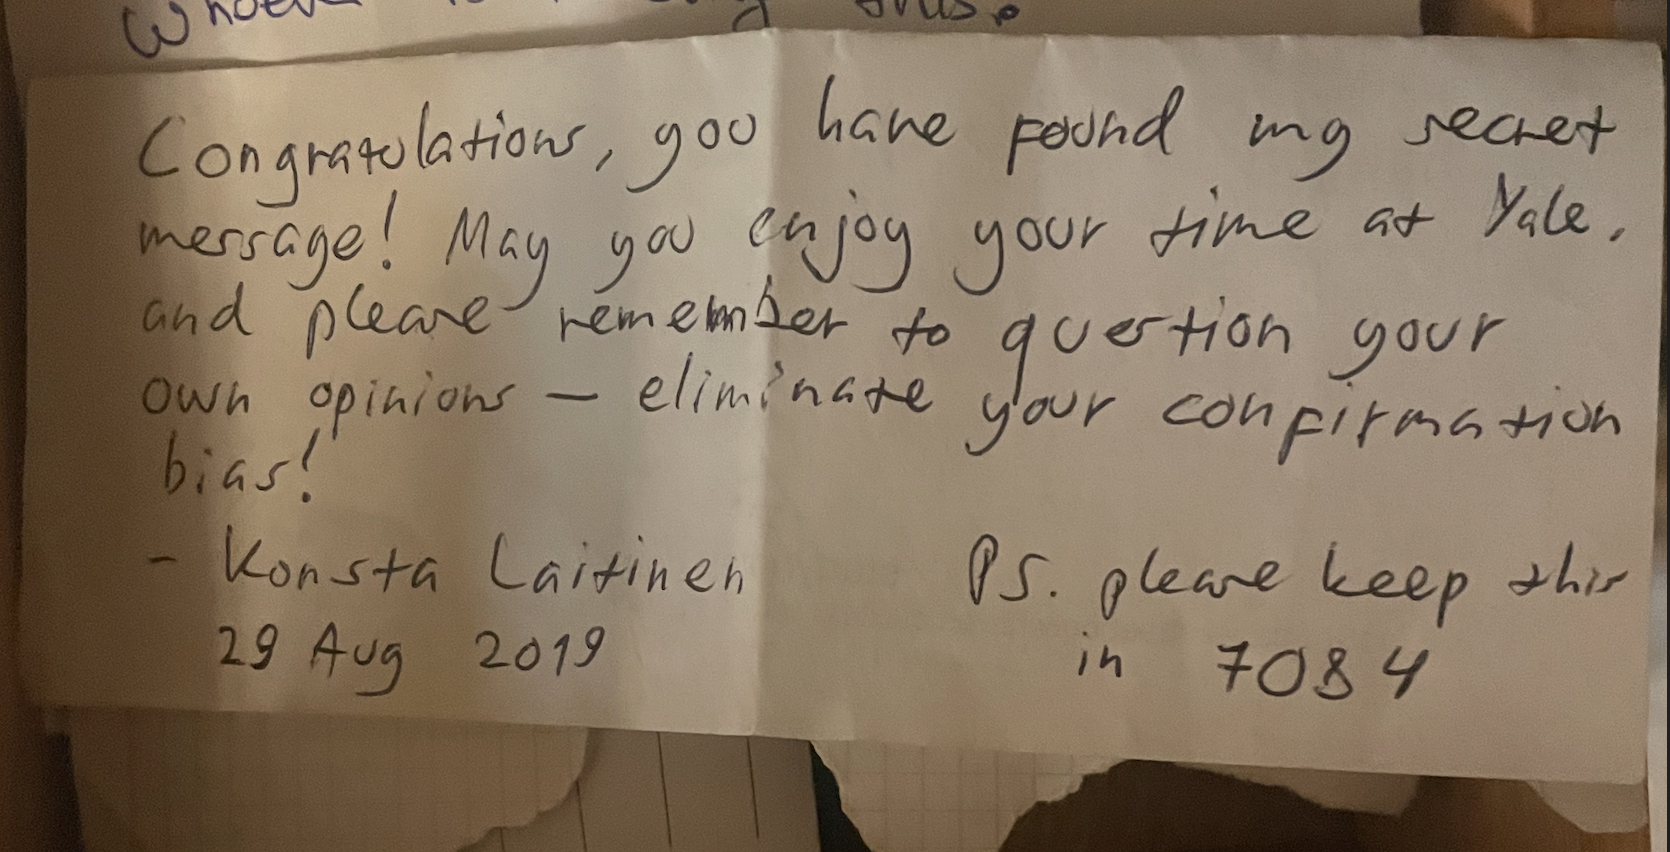 this.
Congratulations, you have found my secret
message! May you enjoy your time at Yale,
and please remember to question your
own opinions — eliminate your confirmation
bias!
- Konsta Laitinen
29 Aug 2019
PS. please keep this
in 7084